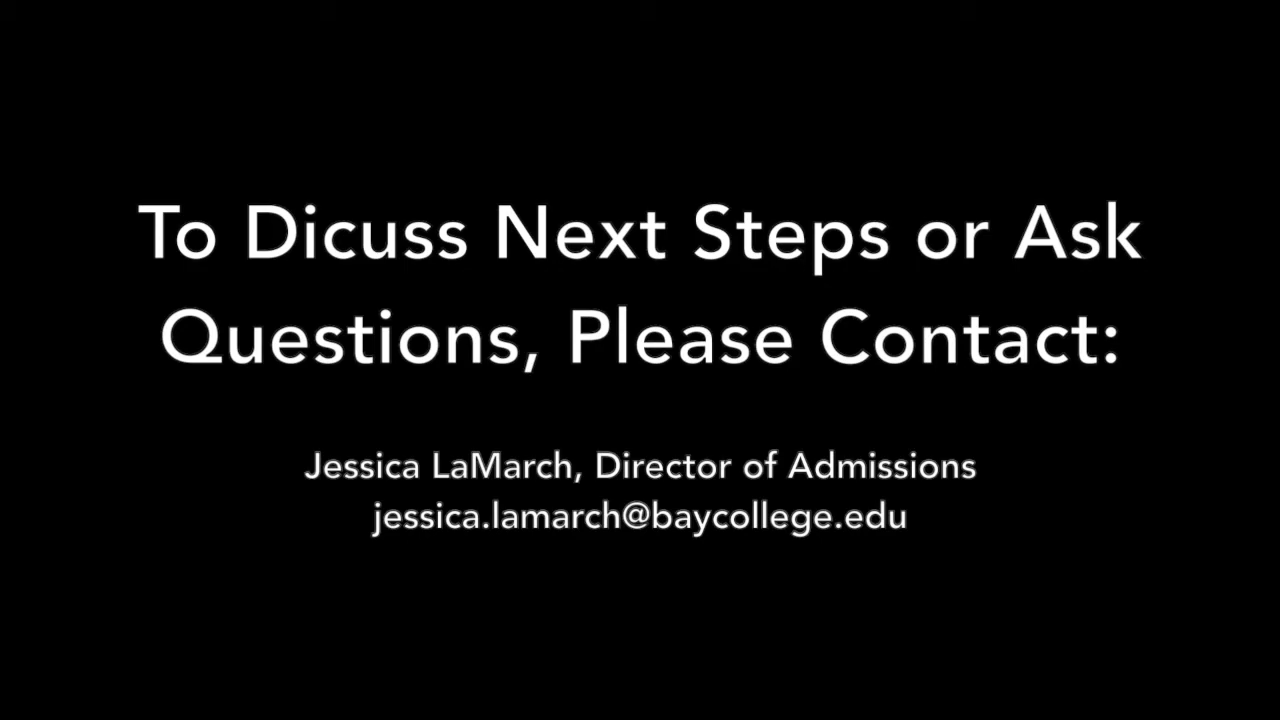 To Dicuss Next Steps or Ask
Questions, Please Contact:
Jessica LaMarch, Director of Admissions
jessica.lamarch@baycollege.edu